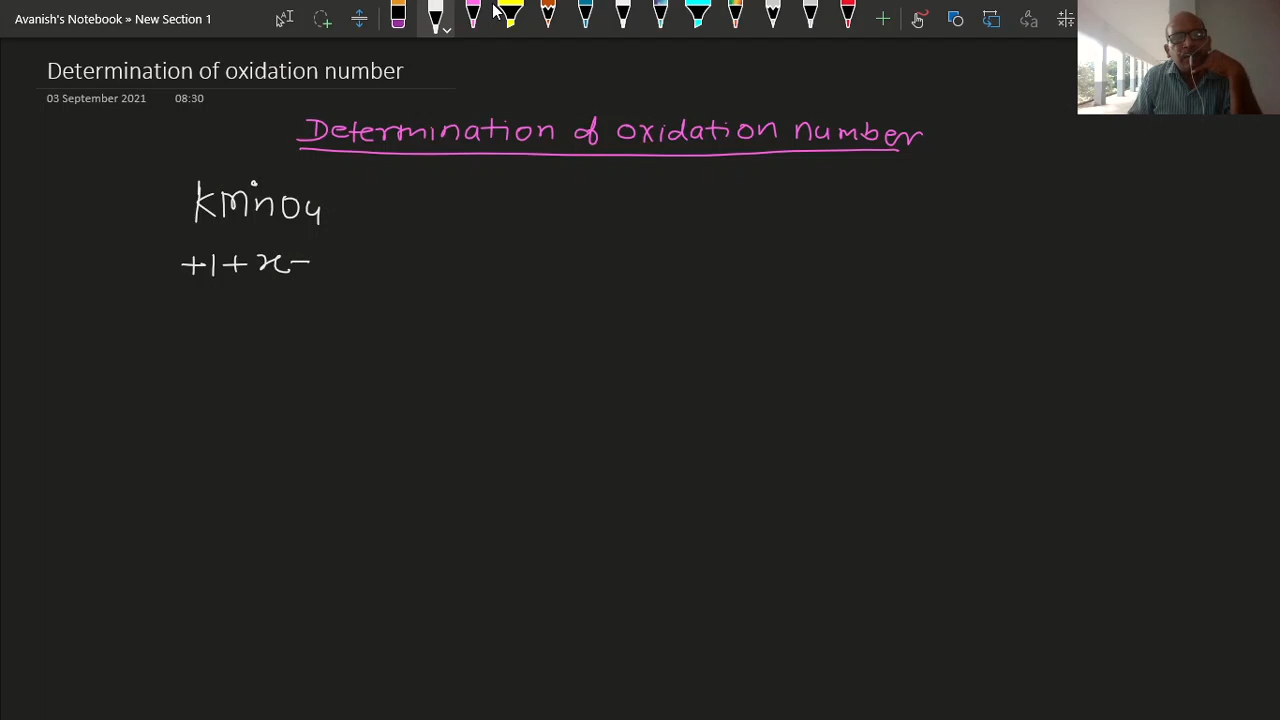 Avanish's Notebook » New Section 1
Determination of oxidation number
03 September 2021 08:30
Determination of oxidation number
KMnO4
+1+x-